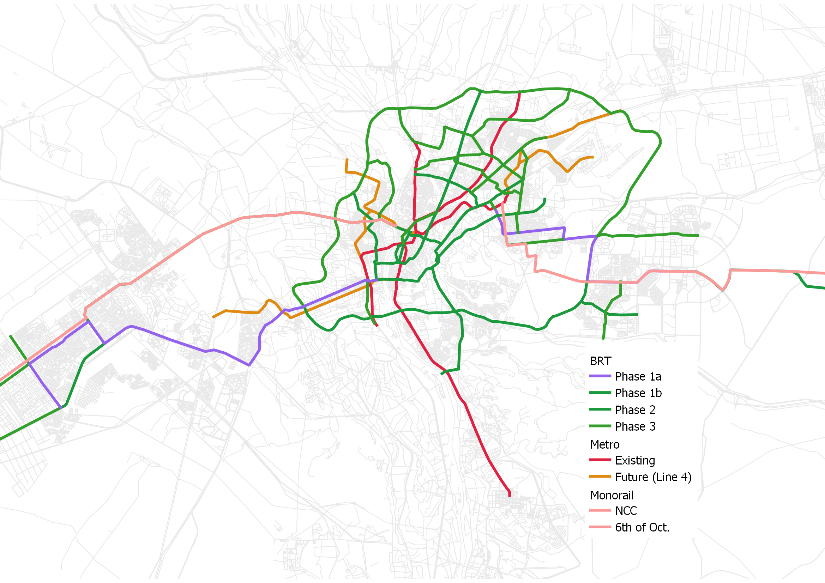 BRT
Phase 1a
Phase 1b
Phase 2
Phase 3
Metro
Existing
Future (Line 4)
Monorail
NCC
6th of Oct.